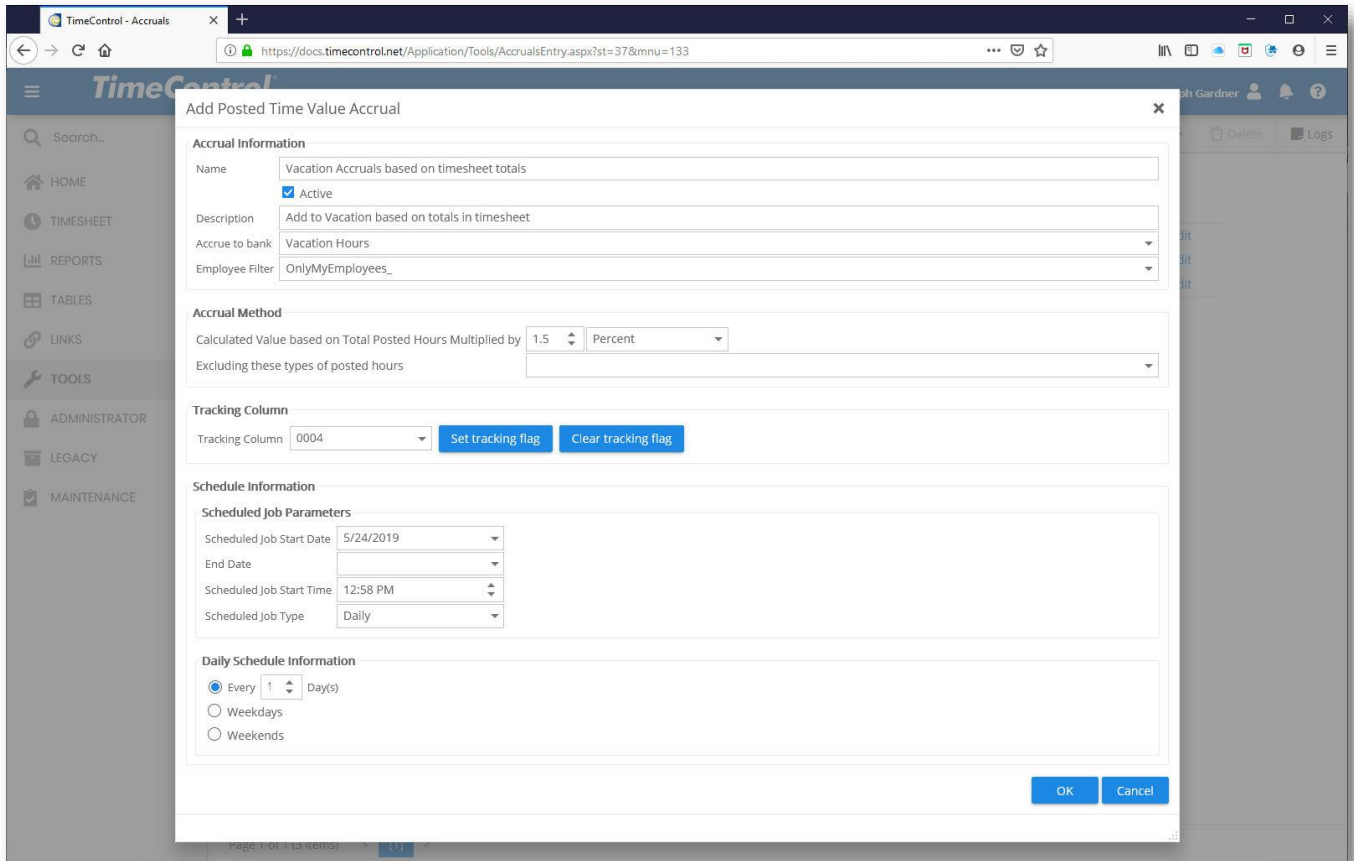 TimeControl - Accruals
https://docs.timecontrol.net/Application/Tools/AccrualsEntry.aspx?st=37&mnu=133
TimeControl
ph Gardner
Add Posted Time Value Accrual
Search...
Delete
Logs
Accrual Information
Name
Vacation Accruals based on timesheet totals
HOME
Active
TIMESHEET
Description
Add to Vacation based on totals in timesheet
dit
Accrue to bank
Vacation Hours
REPORTS
dit
Employee Filter
OnlyMyEmployees_
dit
TABLES
Accrual Method
LINKS
Calculated Value based on Total Posted Hours Multiplied by
1.5
Percent
Excluding these types of posted hours
TOOLS
Tracking Column
ADMINISTRATOR
Tracking Column
0004
Set tracking flag
Clear tracking flag
LEGACY
Schedule Information
MAINTENANCE
Scheduled Job Parameters
Scheduled Job Start Date
5/24/2019
End Date
Scheduled Job Start Time
12:58 PM
Scheduled Job Type
Daily
Daily Schedule Information
Every
1
Day(s)
Weekdays
Weekends
OK
Cancel
Page 1 of 1 (3 items)
[1]